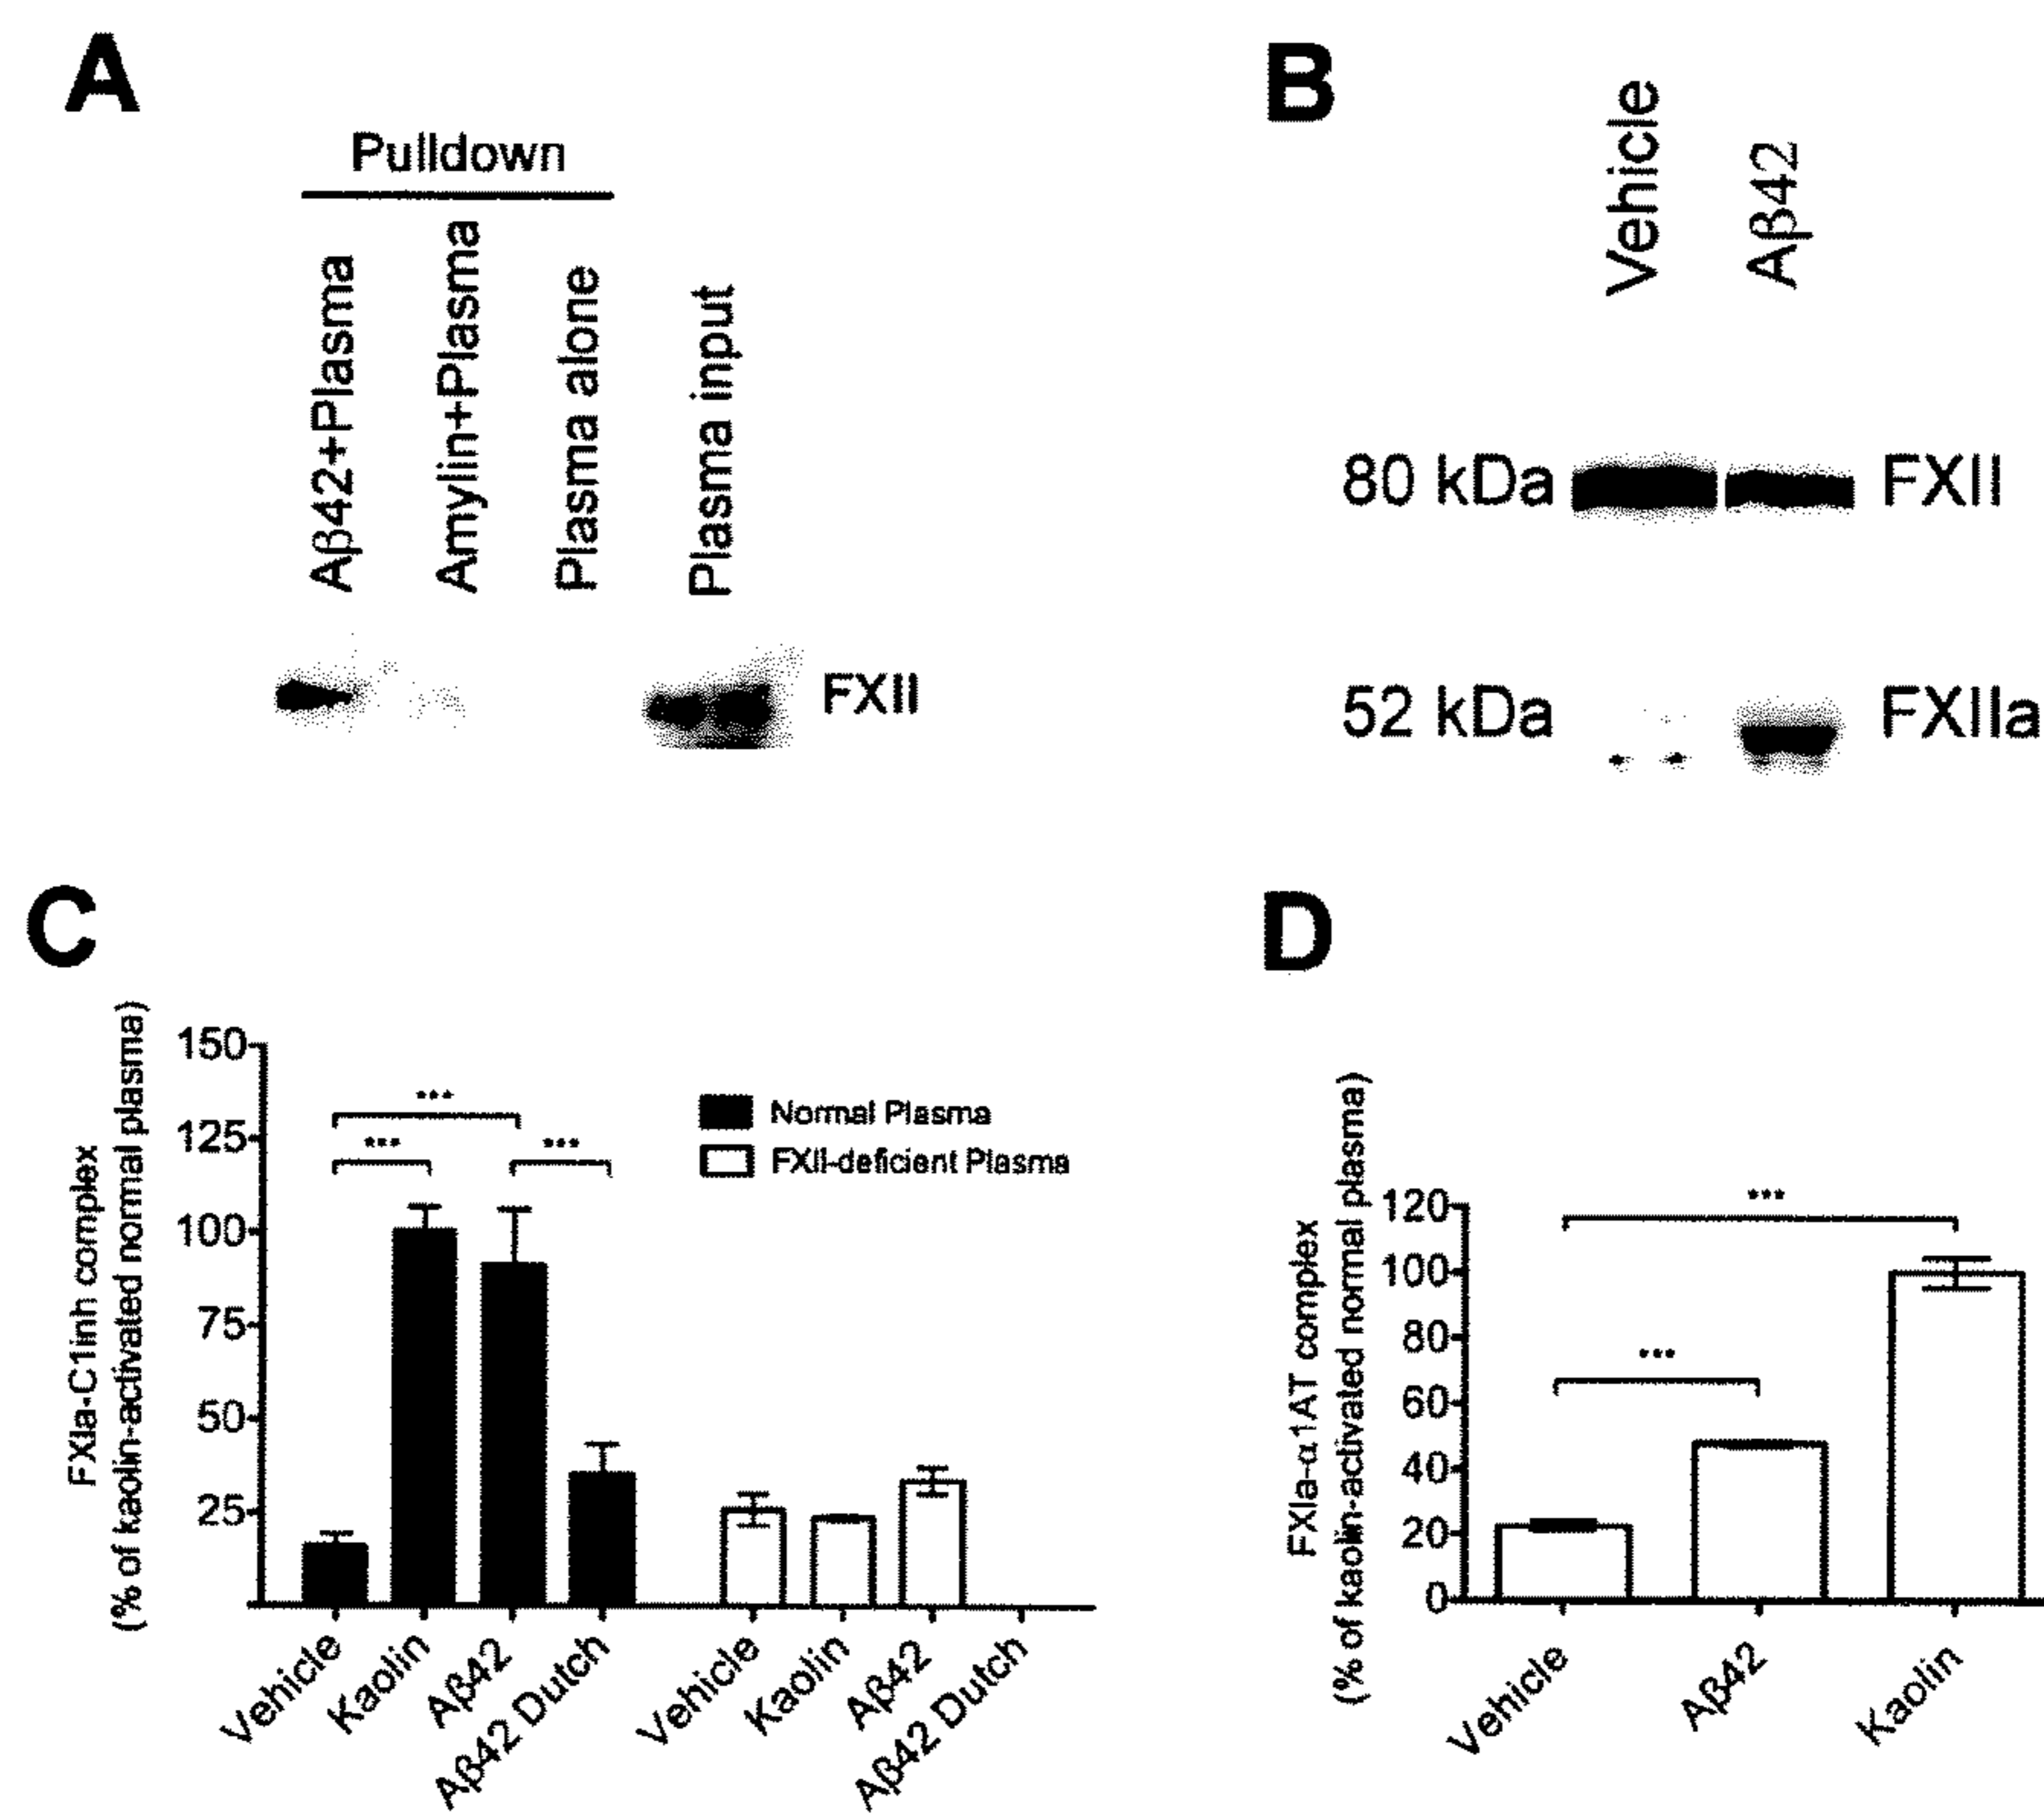 A
Pulldown
Aβ42+Plasma
Amylin+Plasma
Plasma alone
Plasma input
FXII
B
Vehicle
Aβ42
80 kDa
FXII
52 kDa
FXIIa
C
FXIa-C1inh complex
(% of kaolin-activated normal plasma)
150
125
100
75
50
25
***
***
***
Normal Plasma
FXII-deficient Plasma
Vehicle
Kaolin
Aβ42
Aβ42 Dutch
Vehicle
Kaolin
Aβ42
Aβ42 Dutch
D
FXIa-α1AT complex
(% of kaolin-activated normal plasma)
120
100
80
60
40
20
0
***
***
Vehicle
Aβ42
Kaolin